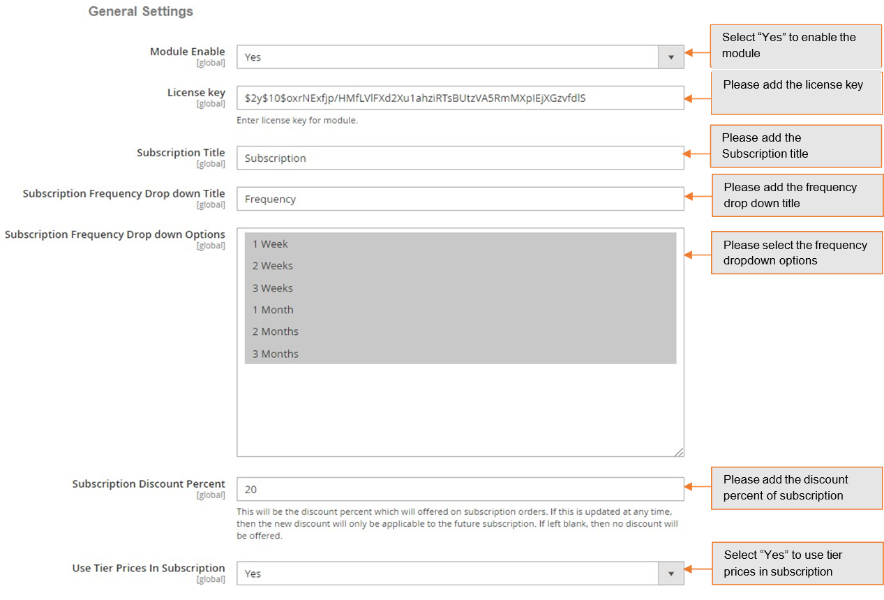 General Settings
Module Enable
[global]
Yes
Select “Yes” to enable the
module
License key
[global]
$2y$10$oxrNExfjp/HMfLVlFXd2Xu1ahziRTsBUtzVA5RmMXpIEjXGzvfdlS
Enter license key for module.
Please add the license key
Subscription Title
[global]
Subscription
Please add the
Subscription title
Subscription Frequency Drop down Title
[global]
Frequency
Please add the frequency
drop down title
Subscription Frequency Drop down Options
[global]
1 Week
2 Weeks
3 Weeks
1 Month
2 Months
3 Months
Please select the frequency
dropdown options
Subscription Discount Percent
[global]
20
This will be the discount percent which will offered on subscription orders. If this is updated at any time,
then the new discount will only be applicable to the future subscription. If left blank, then no discount will
be offered.
Please add the discount
percent of subscription
Use Tier Prices In Subscription
[global]
Yes
Select “Yes” to use tier
prices in subscription